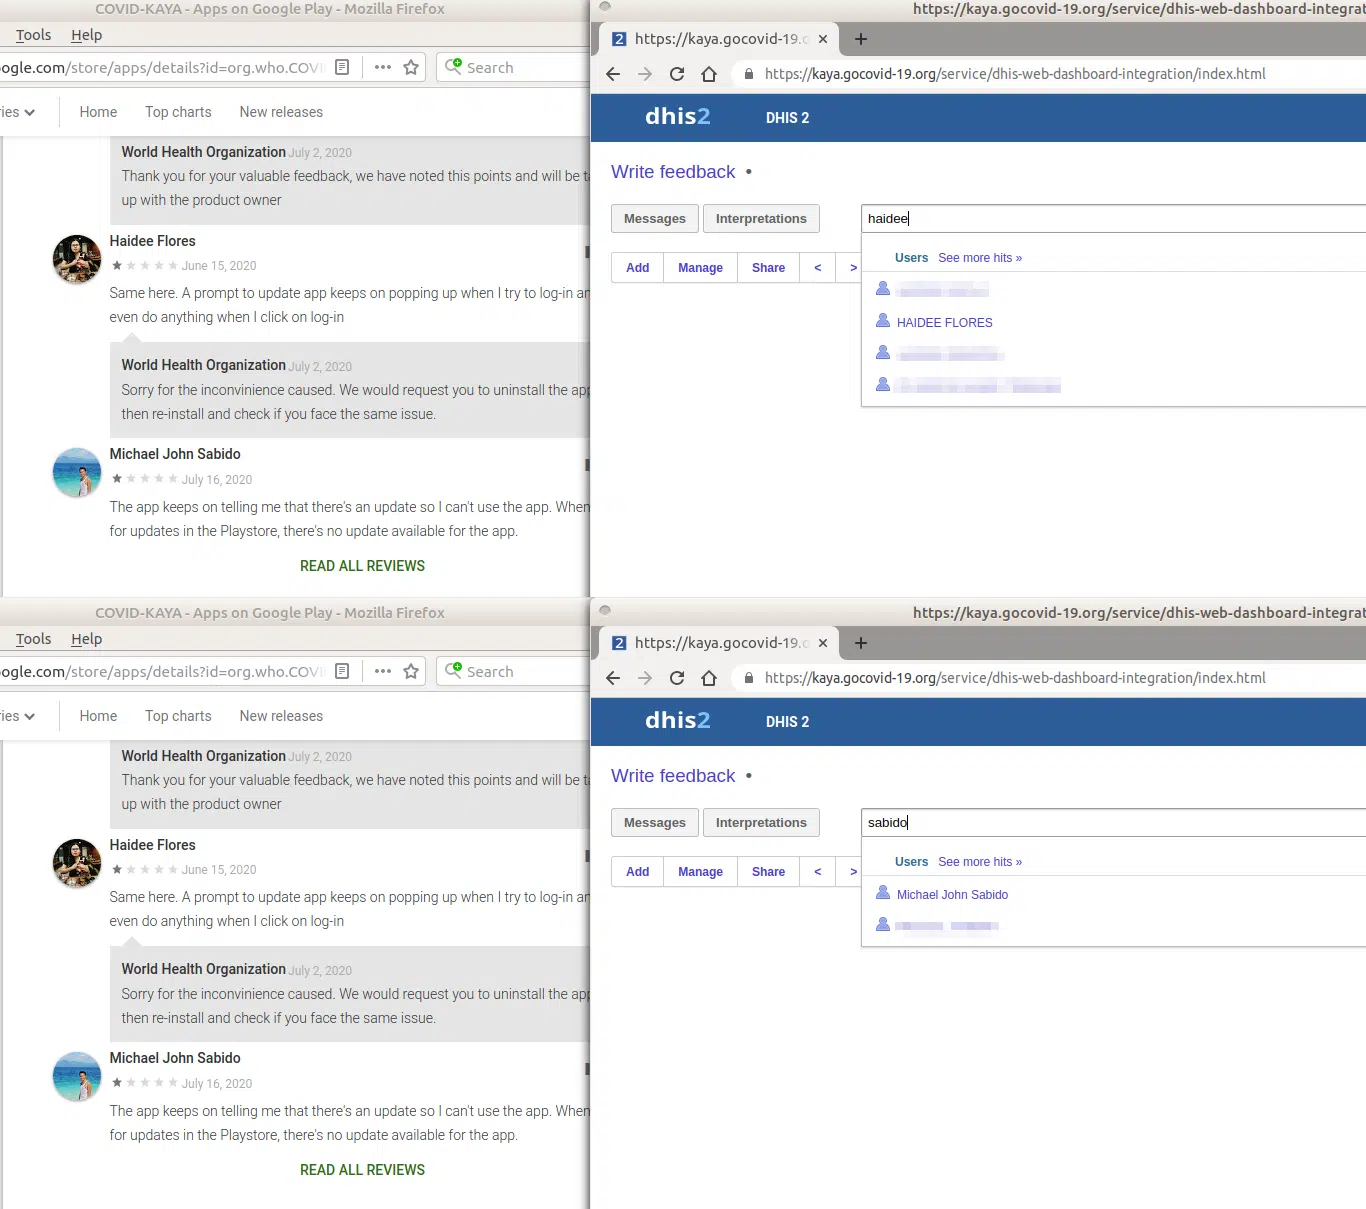 COVID-KAYA - Apps on Google Play - Mozilla Firefox
Tools Help
ogle.com/store/apps/details?id=org.who.COVI
Search
ries
Home Top charts New releases
World Health Organization July 2, 2020
Thank you for your valuable feedback, we have noted this points and will be ta
up with the product owner
Haidee Flores
June 15, 2020
Same here. A prompt to update app keeps on popping up when I try to log-in an
even do anything when I click on log-in
World Health Organization July 2, 2020
Sorry for the inconvinience caused. We would request you to uninstall the app
then re-install and check if you face the same issue.
Michael John Sabido
July 16, 2020
The app keeps on telling me that there's an update so I can't use the app. When
for updates in the Playstore, there's no update available for the app.
READ ALL REVIEWS
https://kaya.gocovid-19.org/service/dhis-web-dashboard-integrat
2 https://kaya.gocovid-19.o × +
https://kaya.gocovid-19.org/service/dhis-web-dashboard-integration/index.html
dhis2 DHIS 2
Write feedback •
Messages Interpretations
haidee
Add Manage Share < >
Users See more hits »
HAIDEE FLORES
COVID-KAYA - Apps on Google Play - Mozilla Firefox
Tools Help
ogle.com/store/apps/details?id=org.who.COVI
Search
ries
Home Top charts New releases
World Health Organization July 2, 2020
Thank you for your valuable feedback, we have noted this points and will be ta
up with the product owner
Haidee Flores
June 15, 2020
Same here. A prompt to update app keeps on popping up when I try to log-in an
even do anything when I click on log-in
World Health Organization July 2, 2020
Sorry for the inconvinience caused. We would request you to uninstall the app
then re-install and check if you face the same issue.
Michael John Sabido
July 16, 2020
The app keeps on telling me that there's an update so I can't use the app. When
for updates in the Playstore, there's no update available for the app.
READ ALL REVIEWS
https://kaya.gocovid-19.org/service/dhis-web-dashboard-integrat
2 https://kaya.gocovid-19.o × +
https://kaya.gocovid-19.org/service/dhis-web-dashboard-integration/index.html
dhis2 DHIS 2
Write feedback •
Messages Interpretations
sabido
Add Manage Share < >
Users See more hits »
Michael John Sabido